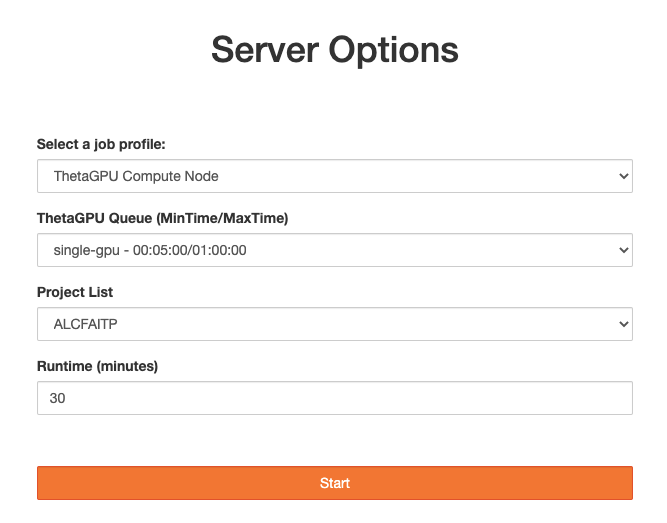 Server Options
Select a job profile:
ThetaGPU Compute Node
ThetaGPU Queue (MinTime/MaxTime)
single-gpu - 00:05:00/01:00:00
Project List
ALCFAITP
Runtime (minutes)
30
Start